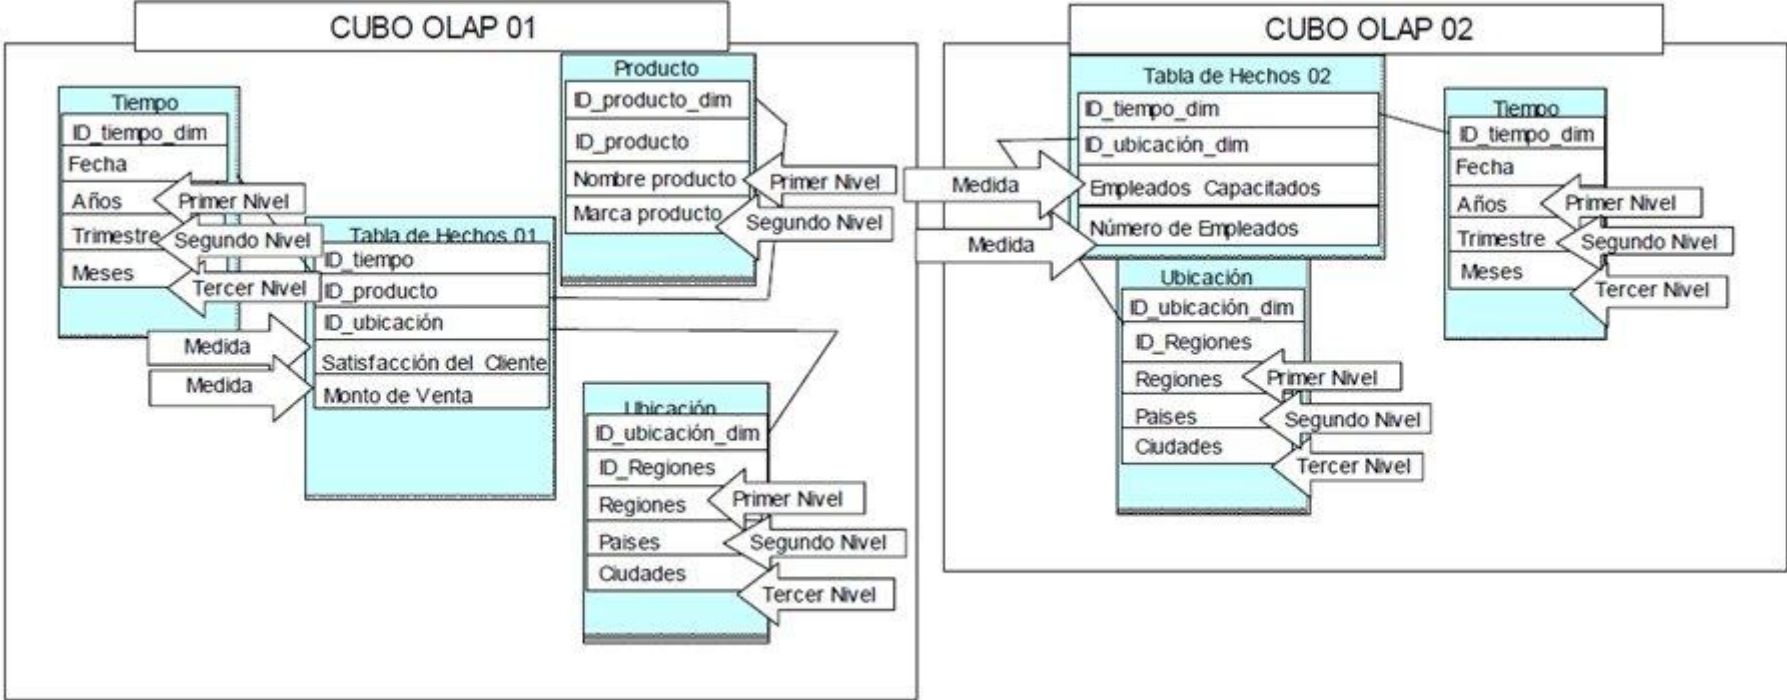 CUBO OLAP 01
Tiempo
ID_tiempo_dim
Fecha
Años
Primer Nivel
Trimestre
Segundo Nivel
Meses
Tercer Nivel
Tabla de Hechos 01
ID_tiempo
ID_producto
ID_ubicación
Satisfacción del Cliente
Monto de Venta
Medida
Medida
Producto
ID_producto_dim
ID_producto
Nombre producto
Primer Nivel
Marca producto
Segundo Nivel
Ubicación
ID_ubicación_dim
ID_Regiones
Regiones
Primer Nivel
Paises
Segundo Nivel
Ciudades
Tercer Nivel
CUBO OLAP 02
Tabla de Hechos 02
ID_tiempo_dim
ID_ubicación_dim
Medida
Empleados Capacitados
Medida
Número de Empleados
Tiempo
ID_tiempo_dim
Fecha
Años
Primer Nivel
Trimestre
Segundo Nivel
Meses
Tercer Nivel
Ubicación
ID_ubicación_dim
ID_Regiones
Regiones
Primer Nivel
Paises
Segundo Nivel
Ciudades
Tercer Nivel